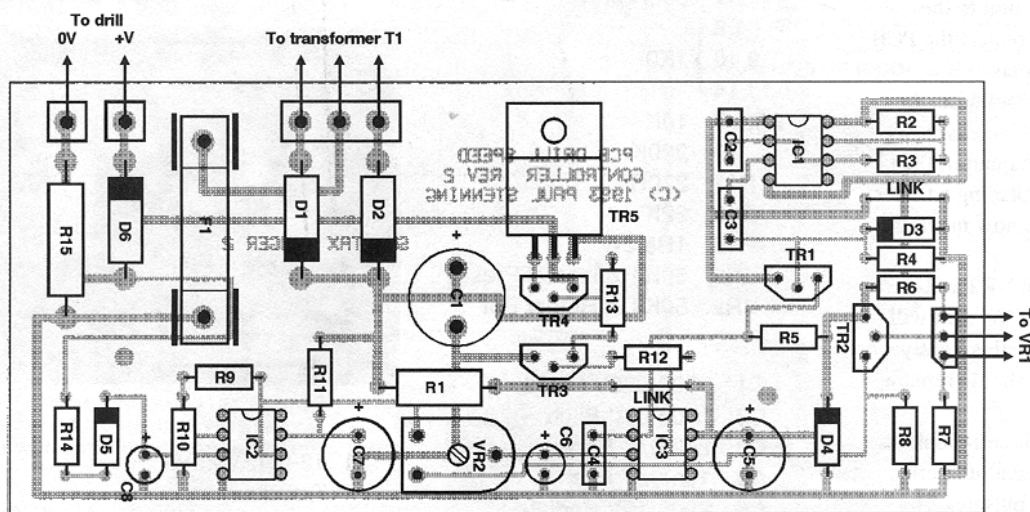 To drill
0V +V
To transformer T1
PCB DRILL SPEED
CONTROLLER REV 2
(C) 1993 PAUL STENNING
TR5
C2
IC1
R2
R3
LINK
C3
D3
R4
TR1
R6
R15
D6
F1
D1
D2
C1
TR4
R13
TR2
To VR1
R5
TR3
R12
LINK
R9
R11
R1
R14
D5
C8
R10
IC2
C7
VR2
C6
C4
IC3
C5
D4
R8
R7